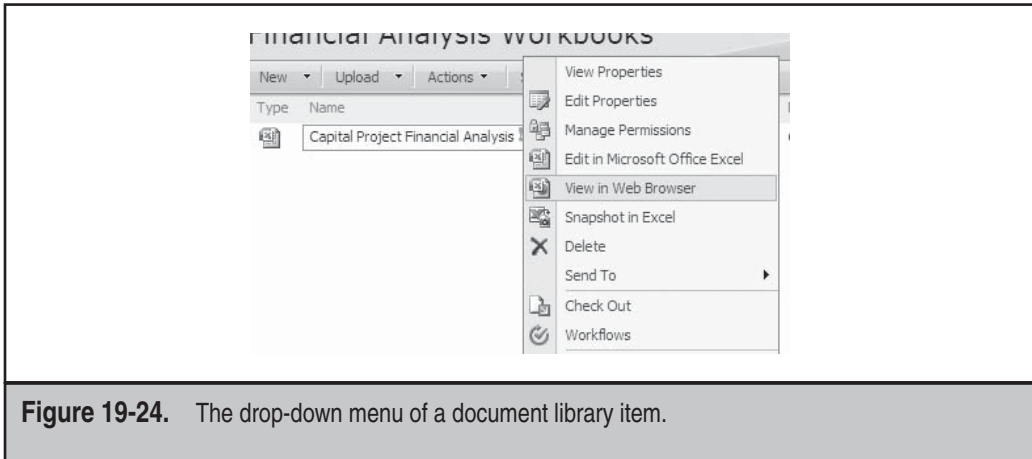 Financial Analysis Workbooks
New Upload Actions
Type Name
Capital Project Financial Analysis
View Properties
Edit Properties
Manage Permissions
Edit in Microsoft Office Excel
View in Web Browser
Snapshot in Excel
Delete
Send To
Check Out
Workflows
Figure 19-24. The drop-down menu of a document library item.